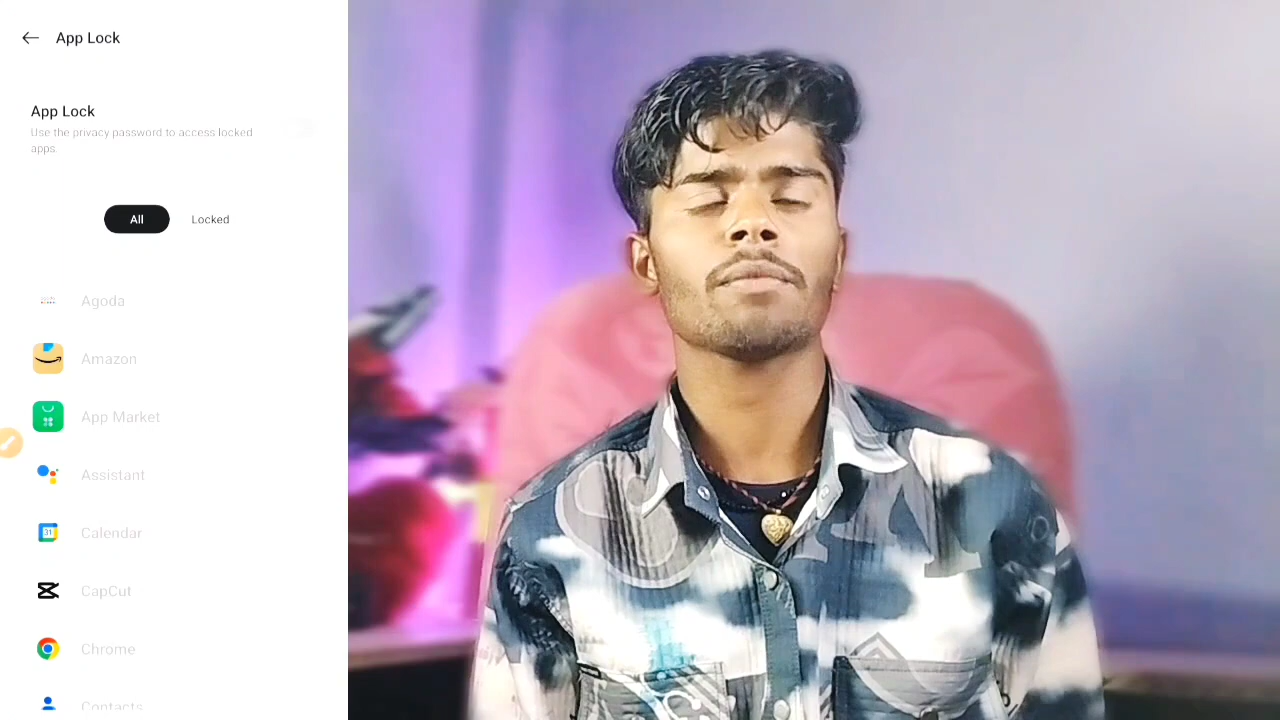 App Lock
App Lock
Use the privacy password to access locked
apps.
All
Locked
Agoda
Amazon
App Market
Assistant
31
Calendar
CapCut
Chrome
Contacts